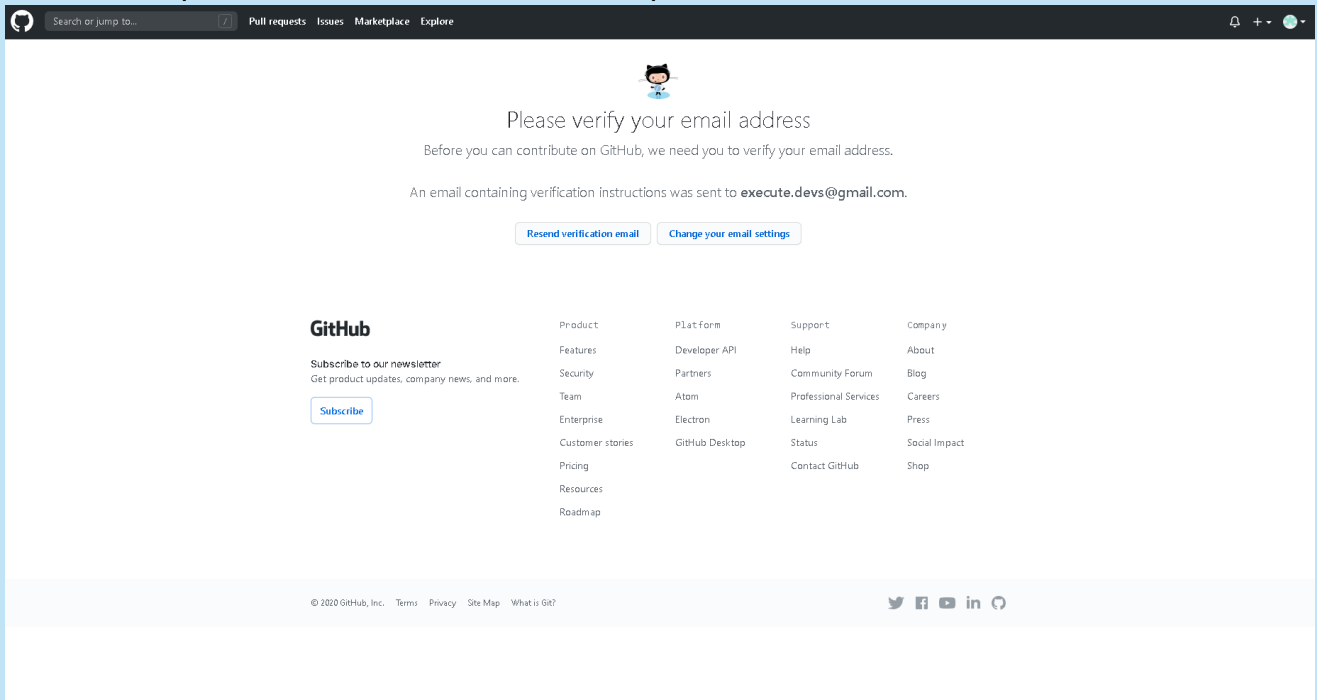 Search or jump to... /
Pull requests Issues Marketplace Explore
Please verify your email address
Before you can contribute on GitHub, we need you to verify your email address.
An email containing verification instructions was sent to execute.devs@gmail.com.
Resend verification email Change your email settings
GitHub
Subscribe to our newsletter
Get product updates, company news, and more.
Subscribe
Product
Features
Security
Team
Enterprise
Customer stories
Pricing
Resources
Roadmap
Platform
Developer API
Partners
Atom
Electron
GitHub Desktop
Support
Help
Community Forum
Professional Services
Learning Lab
Status
Contact GitHub
Company
About
Blog
Careers
Press
Social Impact
Shop
© 2020 GitHub, Inc. Terms Privacy Site Map What is Git?